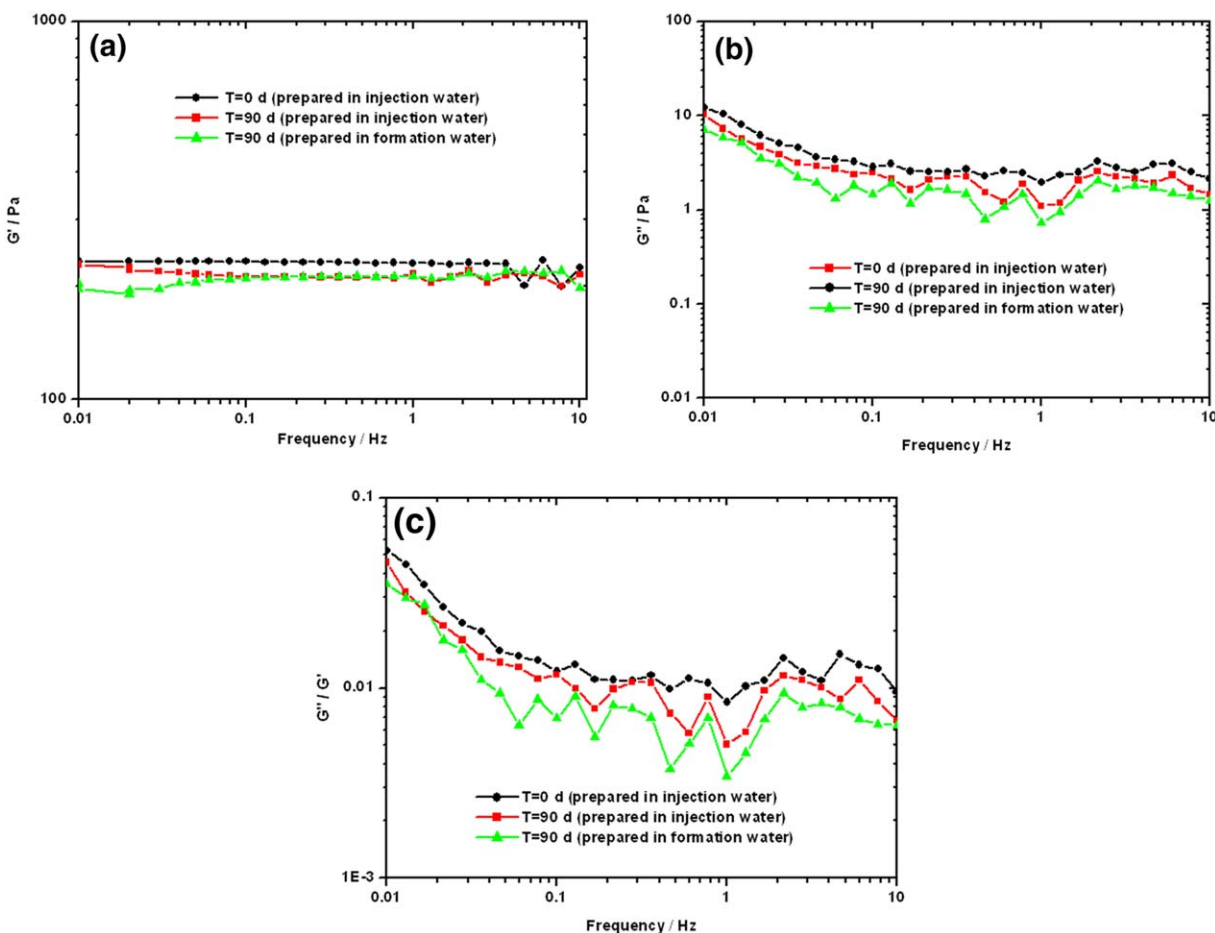 (a)
1000
T=0 d (prepared in injection water)
T=90 d (prepared in injection water)
T=90 d (prepared in formation water)
G' / Pa
100
0.01 0.1 1 10
Frequency / Hz
(b)
100
10
1
0.1
0.01
G'' / Pa
T=0 d (prepared in injection water)
T=90 d (prepared in injection water)
T=90 d (prepared in formation water)
0.01 0.1 1 10
Frequency / Hz
(c)
0.1
0.01
1E-3
G'' / G'
T=0 d (prepared in injection water)
T=90 d (prepared in injection water)
T=90 d (prepared in formation water)
0.01 0.1 1 10
Frequency / Hz